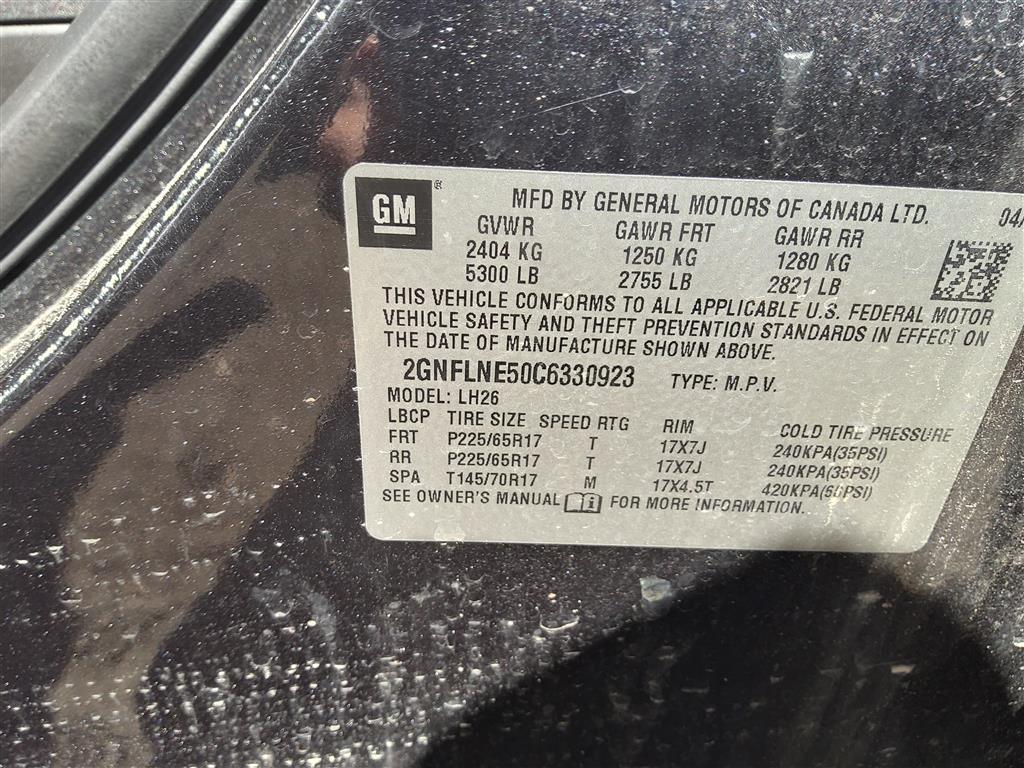 GM ®
MFD BY GENERAL MOTORS OF CANADA LTD. 04/
GVWR GAWR FRT GAWR RR
2404 KG 1250 KG 1280 KG
5300 LB 2755 LB 2821 LB
THIS VEHICLE CONFORMS TO ALL APPLICABLE U.S. FEDERAL MOTOR
VEHICLE SAFETY AND THEFT PREVENTION STANDARDS IN EFFECT ON
THE DATE OF MANUFACTURE SHOWN ABOVE.
2GNFLNE50C6330923 TYPE: M.P.V.
MODEL: LH26
LBCP TIRE SIZE SPEED RTG RIM COLD TIRE PRESSURE
FRT P225/65R17 T 17X7J 240KPA(35PSI)
RR P225/65R17 T 17X7J 240KPA(35PSI)
SPA T145/70R17 M 17X4.5T 420KPA(60PSI)
SEE OWNER'S MANUAL i FOR MORE INFORMATION.